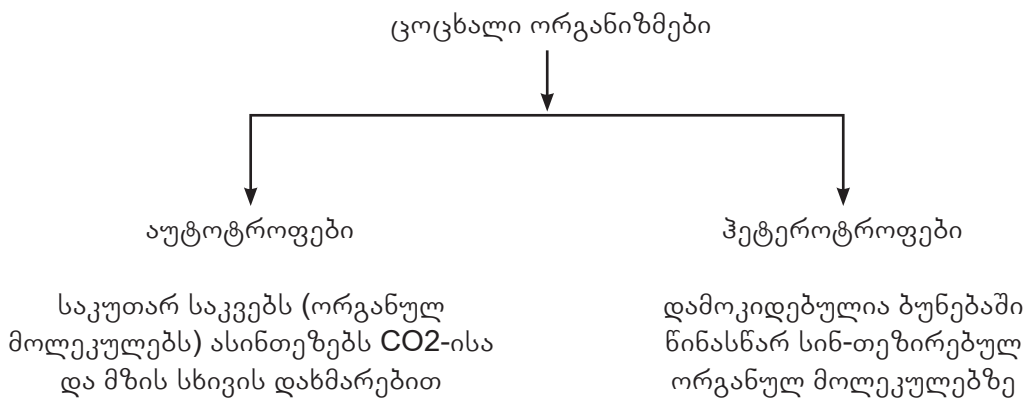 ცოცხალი ორგანიზმები
აუტოტროფები
ჰეტეროტროფები
საკუთარ საკვებს (ორგანულ
მოლეკულებს) ასინთეზებს CO2-ისა
და მზის სხივის დახმარებით
დამოკიდებულია ბუნებაში
წინასწარ სინ-თეზირებულ
ორგანულ მოლეკულებზე